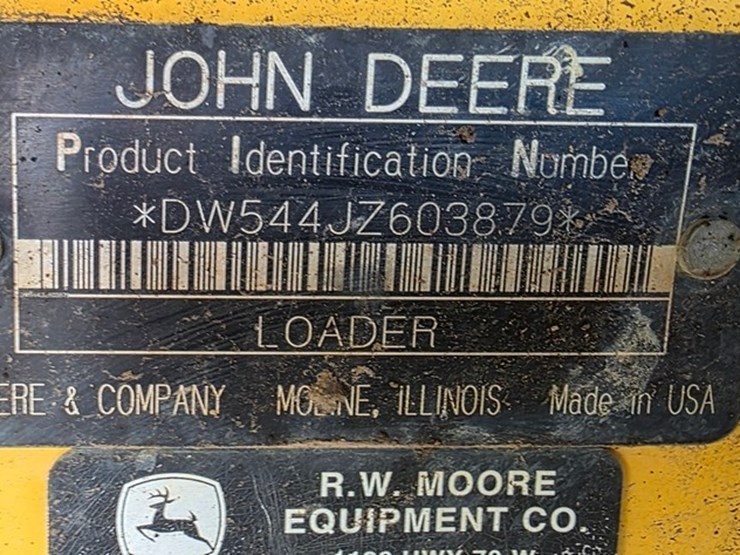 JOHN DEERE
Product Identification Number
*DW544JZ603879*
LOADER
ERE & COMPANY MOLINE, ILLINOIS Made in USA
R.W. MOORE
EQUIPMENT CO.